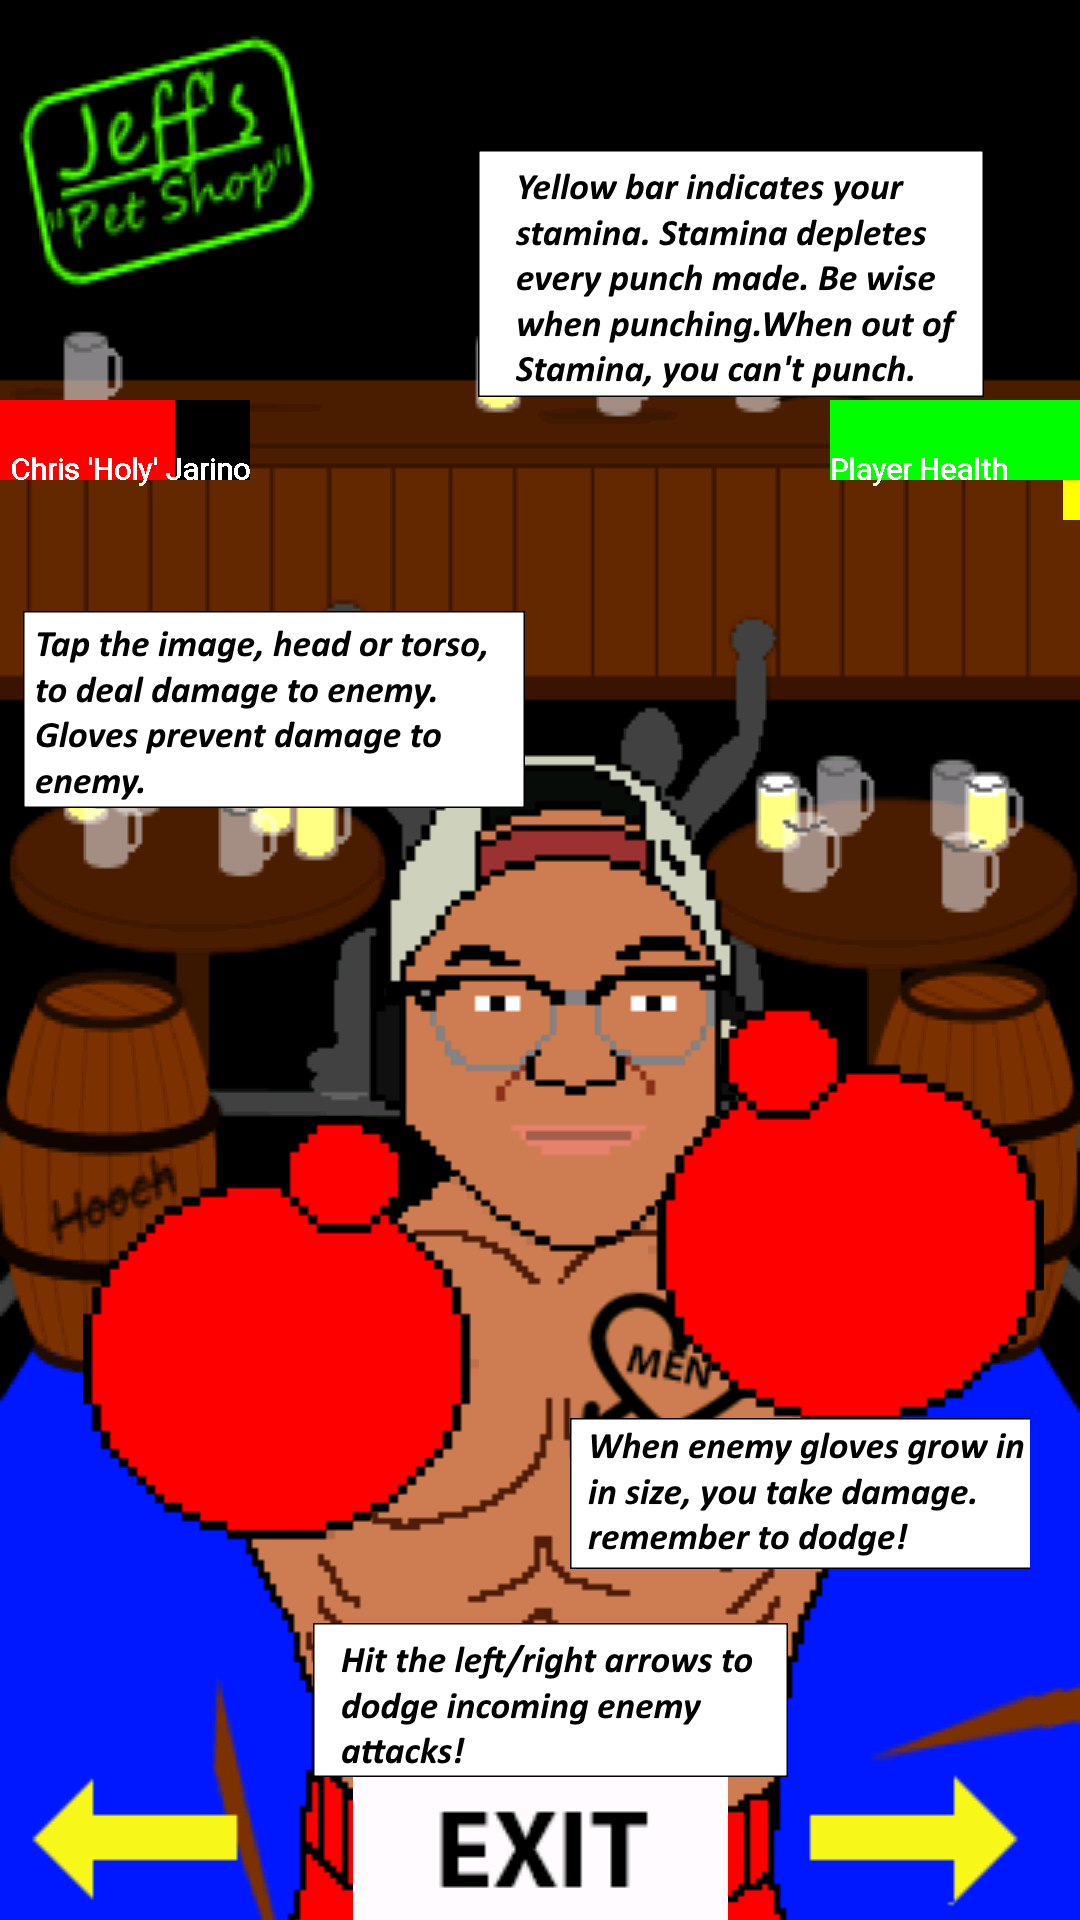 Jeff's
"Pet Shop"
Yellow bar indicates your
stamina. Stamina depletes
every punch made. Be wise
when punching.When out of
Stamina, you can't punch.
Chris 'Holy' Jarino
Player Health
Tap the image, head or torso,
to deal damage to enemy.
Gloves prevent damage to
enemy.
Hooch
MEN
When enemy gloves grow in
in size, you take damage.
remember to dodge!
Hit the left/right arrows to
dodge incoming enemy
attacks!
EXIT